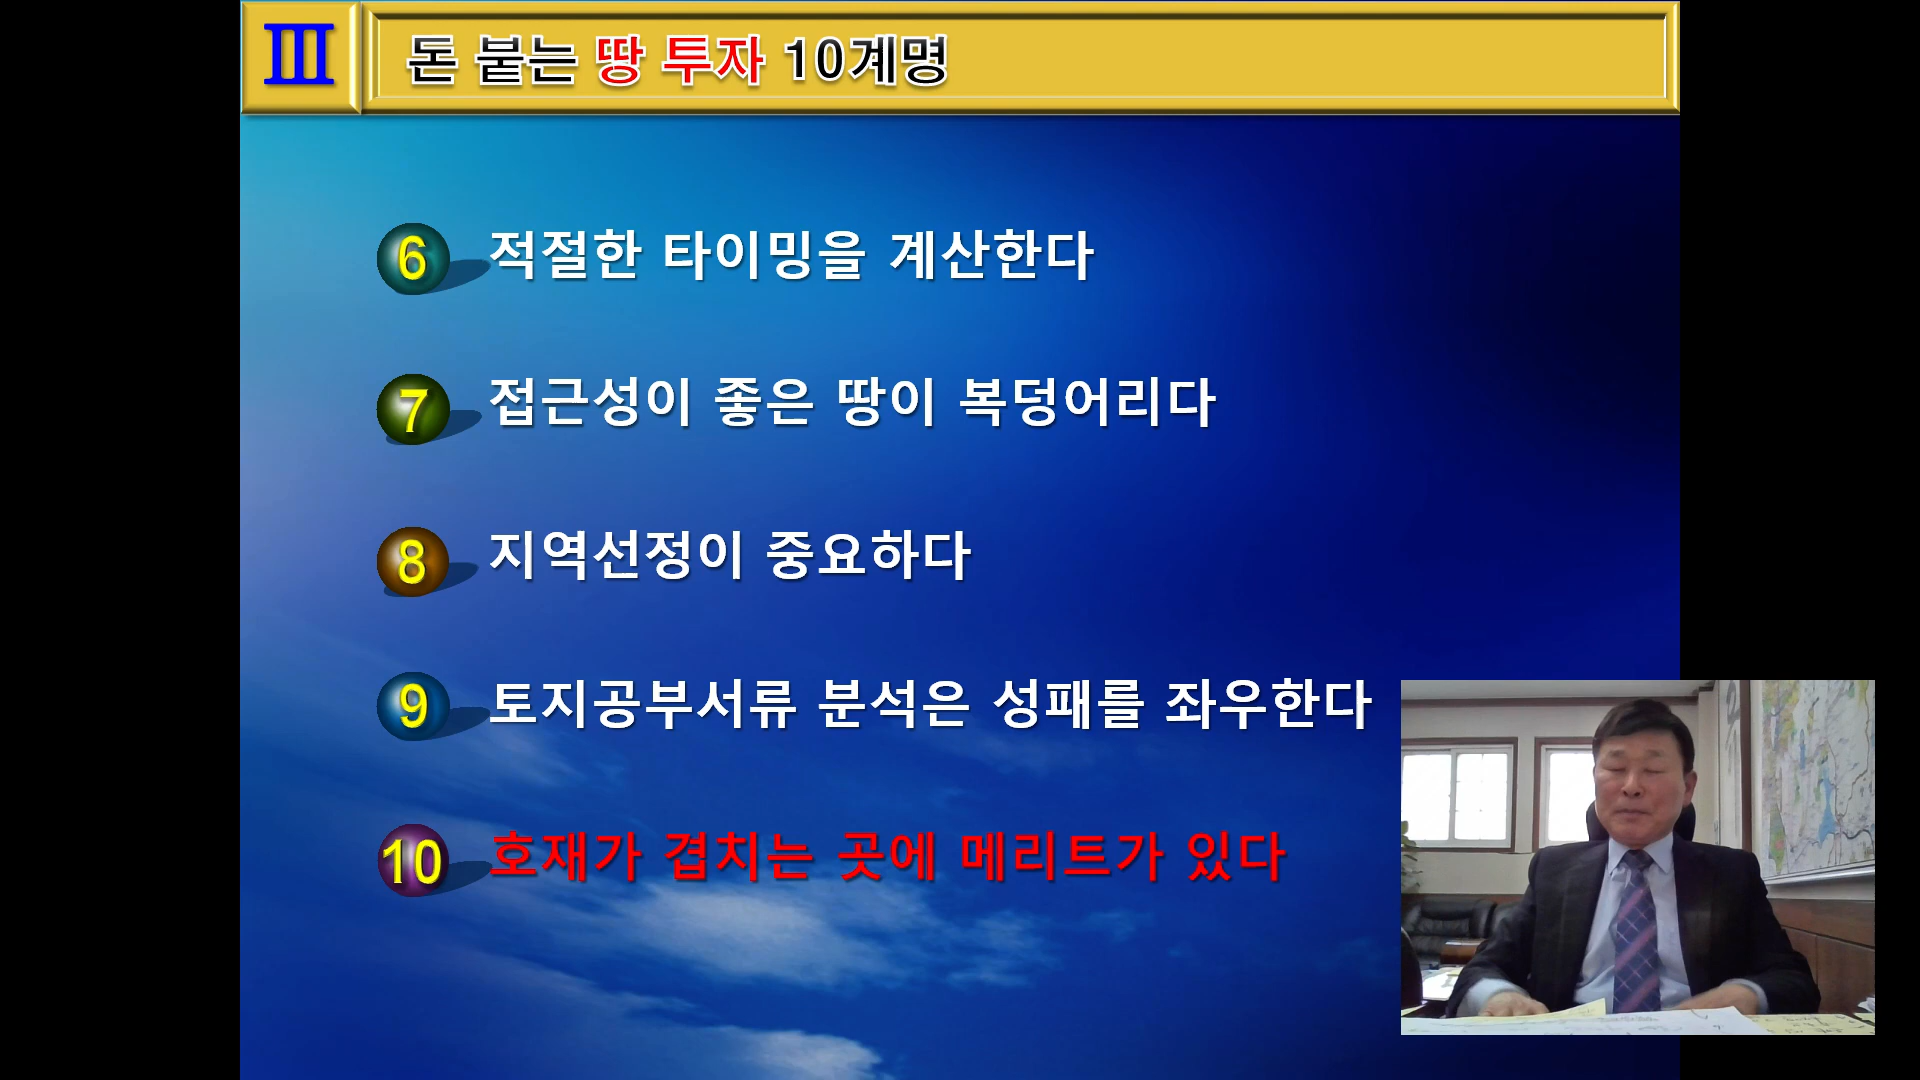 Ⅲ 돈 붙는 땅 투자 10계명
6 적절한 타이밍을 계산한다
7 접근성이 좋은 땅이 복덩어리다
8 지역선정이 중요하다
9 토지공부서류 분석은 성패를 좌우한다
10 호재가 겹치는 곳에 메리트가 있다